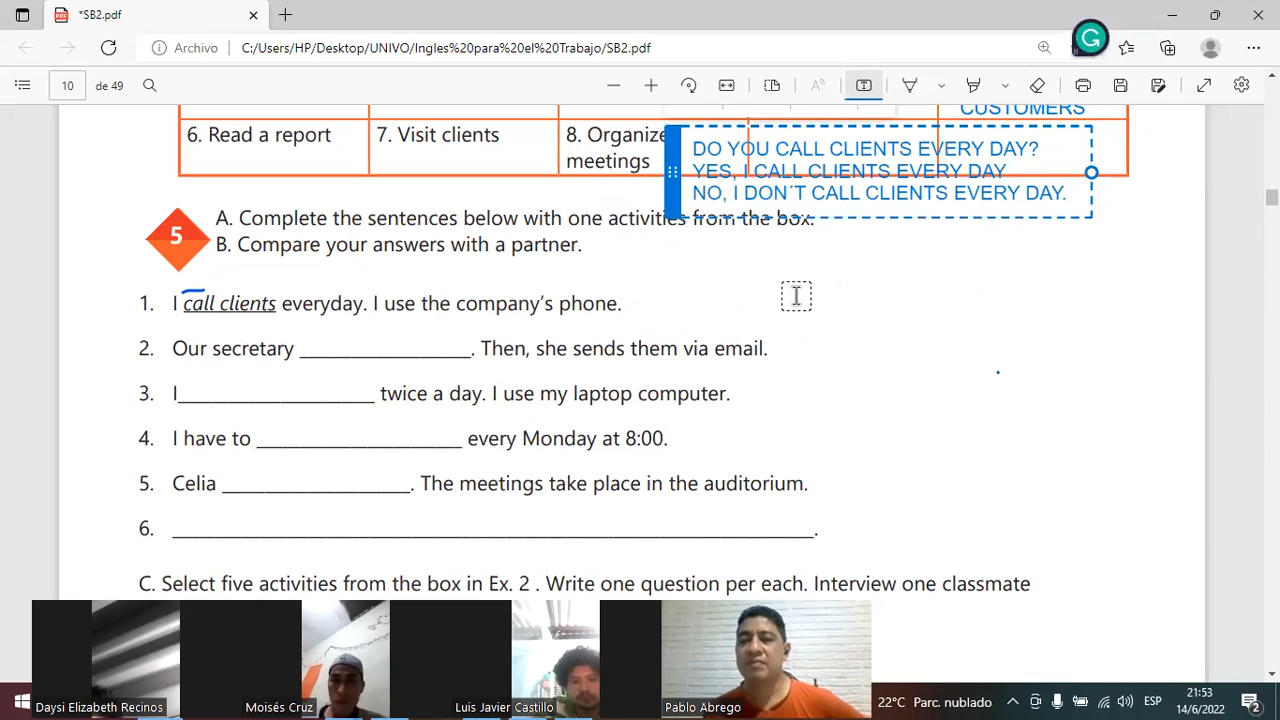 *SB2.pdf
Archivo
C:/Users/HP/Desktop/UNIVO/Ingles%20para%20el%20Trabajo/SB2.pdf
10 de 49
CUSTOMERS
6. Read a report
7. Visit clients
8. Organize
meetings
DO YOU CALL CLIENTS EVERY DAY?
YES, I CALL CLIENTS EVERY DAY
NO, I DON´T CALL CLIENTS EVERY DAY.
5
A. Complete the sentences below with one activities from the box.
B. Compare your answers with a partner.
1. I call clients everyday. I use the company’s phone.
2. Our secretary _________________. Then, she sends them via email.
3. I____________________ twice a day. I use my laptop computer.
4. I have to _____________________ every Monday at 8:00.
5. Celia ___________________. The meetings take place in the auditorium.
6. _________________________________________________________________.
C. Select five activities from the box in Ex. 2 . Write one question per each. Interview one classmate
Daysi Elizabeth Recinos
Moisés Cruz
Luis Javier Castillo
Pablo Abrego
22°C Parc. nublado
ESP
21:53
14/6/2022
2